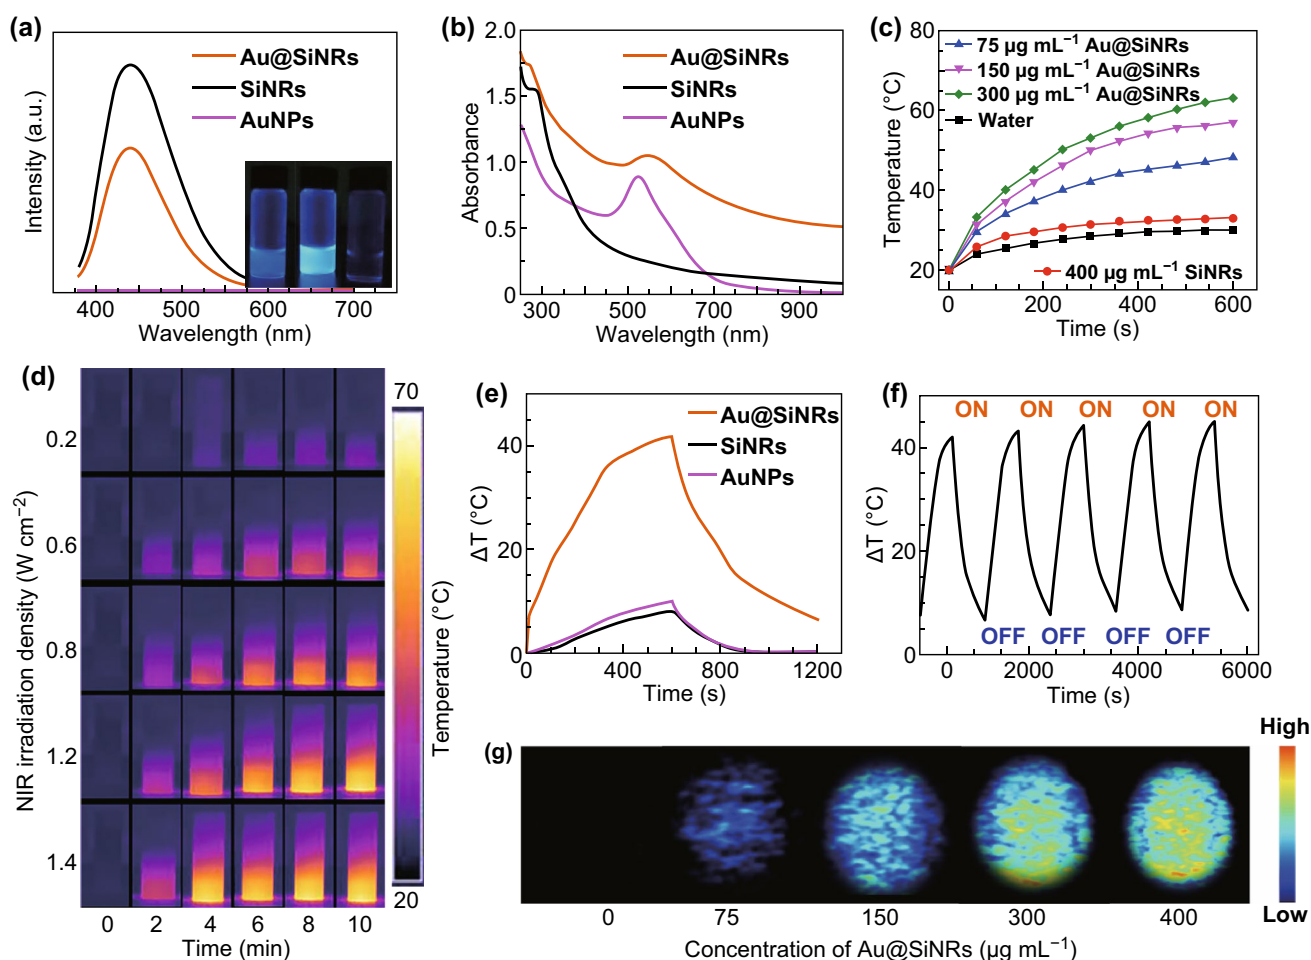 (a)
Au@SiNRs
SiNRs
AuNPs
Intensity (a.u.)
400 500 600 700
Wavelength (nm)
(b)
2.0
1.5
1.0
0.5
0
Absorbance
Au@SiNRs
SiNRs
AuNPs
300 500 700 900
Wavelength (nm)
(c)
80
60
40
20
Temperature (°C)
75 µg mL⁻¹ Au@SiNRs
150 µg mL⁻¹ Au@SiNRs
300 µg mL⁻¹ Au@SiNRs
Water
400 µg mL⁻¹ SiNRs
0 200 400 600
Time (s)
(d)
NIR irradiation density (W cm⁻²)
0.2
0.6
0.8
1.2
1.4
0 2 4 6 8 10
Time (min)
70
Temperature (°C)
20
(e)
40
20
0
ΔT (°C)
Au@SiNRs
SiNRs
AuNPs
0 400 800 1200
Time (s)
(f)
ON ON ON ON ON
40
20
0
ΔT (°C)
OFF OFF OFF OFF
0 2000 4000 6000
Time (s)
(g)
High
Low
0 75 150 300 400
Concentration of Au@SiNRs (µg mL⁻¹)